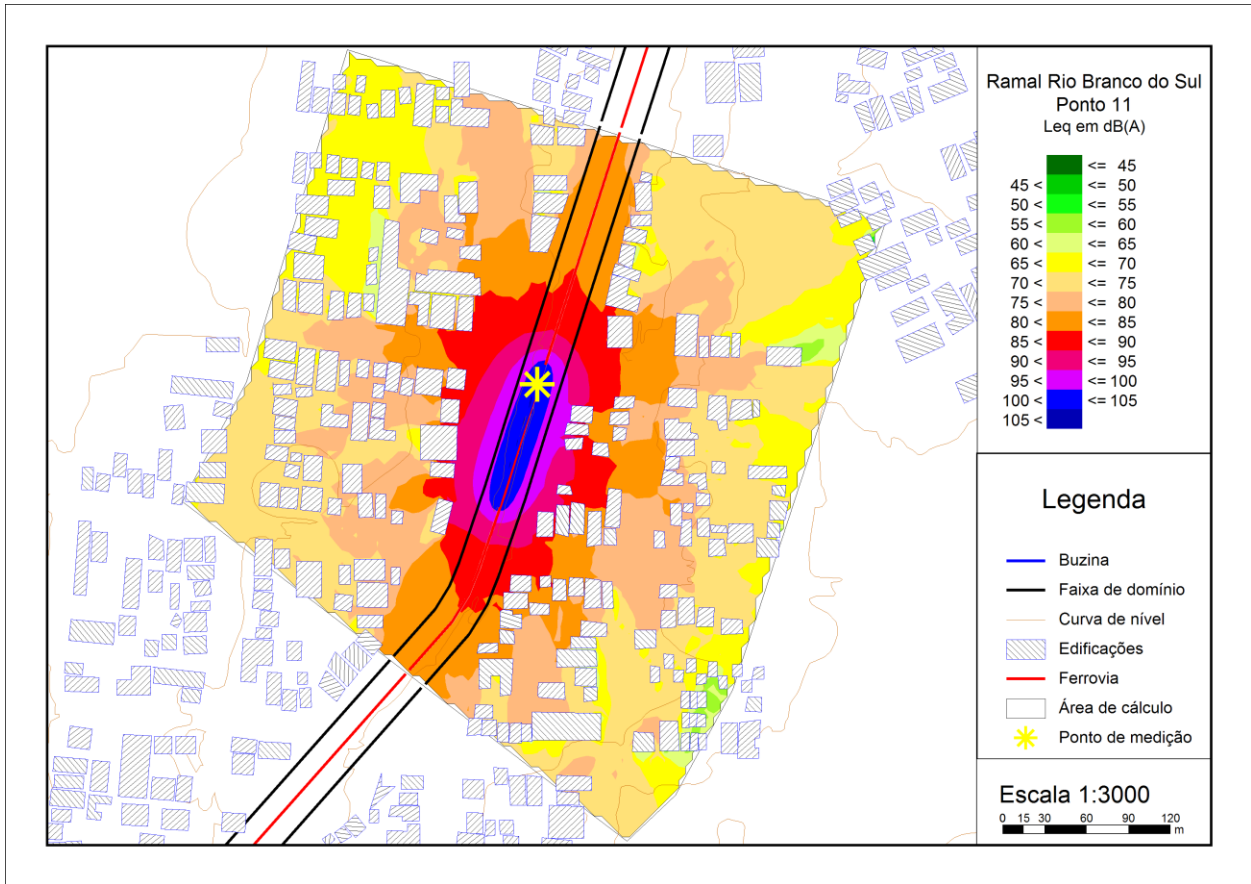 Ramal Rio Branco do Sul
Ponto 11
Leq em dB(A)
<= 45
45 < <= 50
50 < <= 55
55 < <= 60
60 < <= 65
65 < <= 70
70 < <= 75
75 < <= 80
80 < <= 85
85 < <= 90
90 < <= 95
95 < <= 100
100 < <= 105
105 <
Legenda
Buzina
Faixa de domínio
Curva de nível
Edificações
Ferrovia
Área de cálculo
Ponto de medição
Escala 1:3000
0 15 30 60 90 120
m